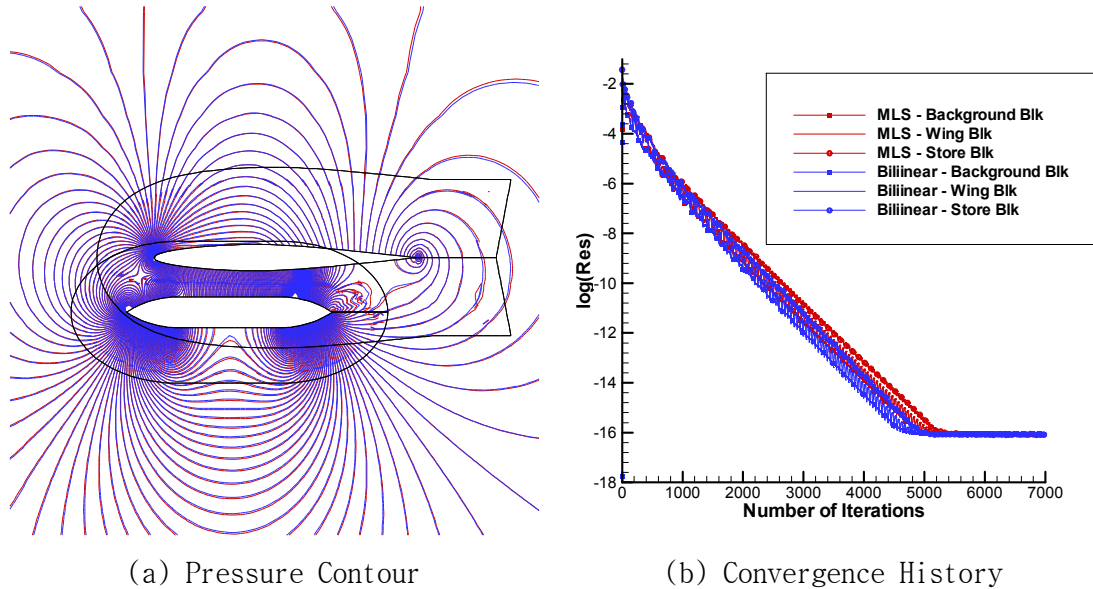 -2
-4
-6
-8
-10
-12
-14
-16
-18
log(Res)
MLS - Background Blk
MLS - Wing Blk
MLS - Store Blk
Biliinear - Background Blk
Biliinear - Wing Blk
Biliinear - Store Blk
0 1000 2000 3000 4000 5000 6000 7000
Number of Iterations
(a) Pressure Contour
(b) Convergence History